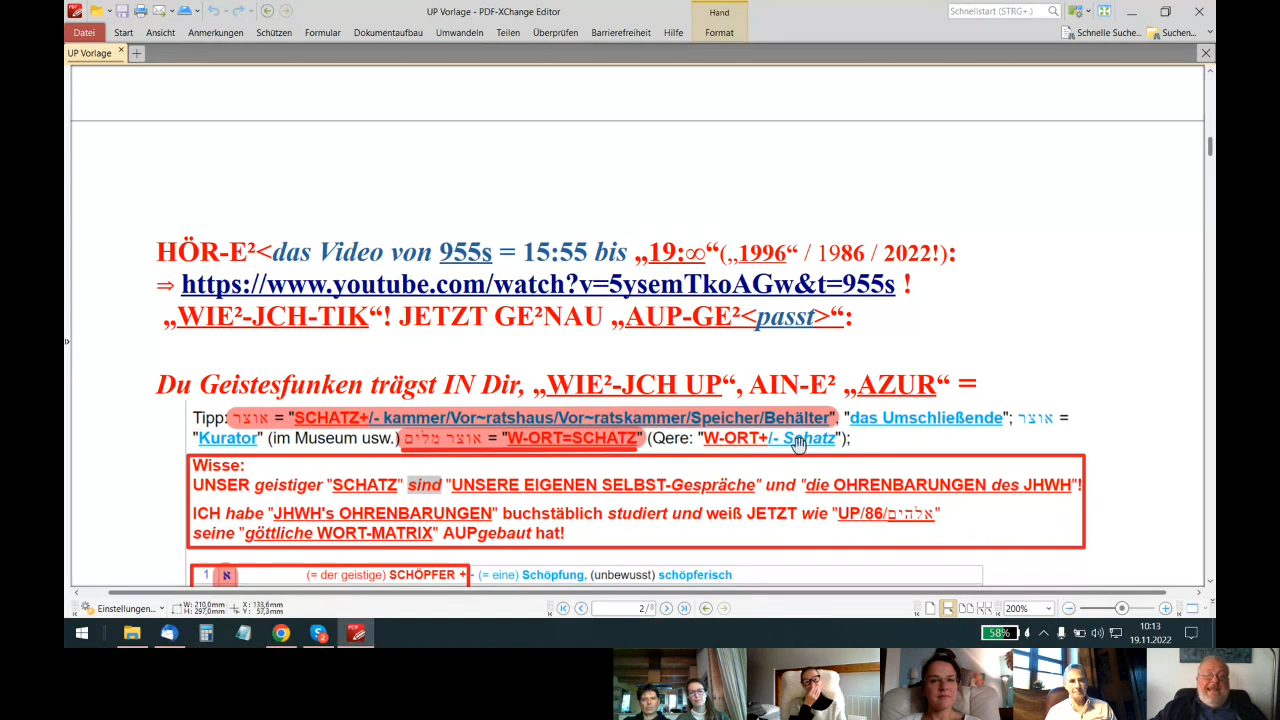 UP Vorlage - PDF-XChange Editor
Hand
Schnellstart (STRG+.)
Datei Start Ansicht Anmerkungen Schützen Formular Dokumentaufbau Umwandeln Teilen Überprüfen Barrierefreiheit Hilfe Format Schnelle Suche... Suchen...
UP Vorlage
HÖR-E²<das Video von 955s = 15:55 bis „19:∞“(„1996“ / 1986 / 2022!):
⇒ https://www.youtube.com/watch?v=5ysemTkoAGw&t=955s !
„WIE²-JCH-TIK“! JETZT GE²NAU „AUP-GE²<passt>“:
Du Geistesfunken trägst IN Dir, „WIE²-JCH UP“, AIN-E² „AZUR“ =
Tipp: אוצר = "SCHATZ+/- kammer/Vor~ratshaus/Vor~ratskammer/Speicher/Behälter", "das Umschließende"; אוצר =
"Kurator" (im Museum usw.) אוצר מלים = "W-ORT=SCHATZ" (Qere: "W-ORT+/- Schatz");
Wisse:
UNSER geistiger "SCHATZ" sind "UNSERE EIGENEN SELBST-Gespräche" und "die OHRENBARUNGEN des JHWH"!
ICH habe "JHWH's OHRENBARUNGEN" buchstäblich studiert und weiß JETZT wie "UP/86/אלהים"
seine "göttliche WORT-MATRIX" AUPgebaut hat!
1 א (= der geistige) SCHÖPFER +- (= eine) Schöpfung, (unbewusst) schöpferisch
Einstellungen... W: 210,0mm X: 133,6mm 2/8 200%
H: 297,0mm Y: 57,3mm
58% 10:13
19.11.2022